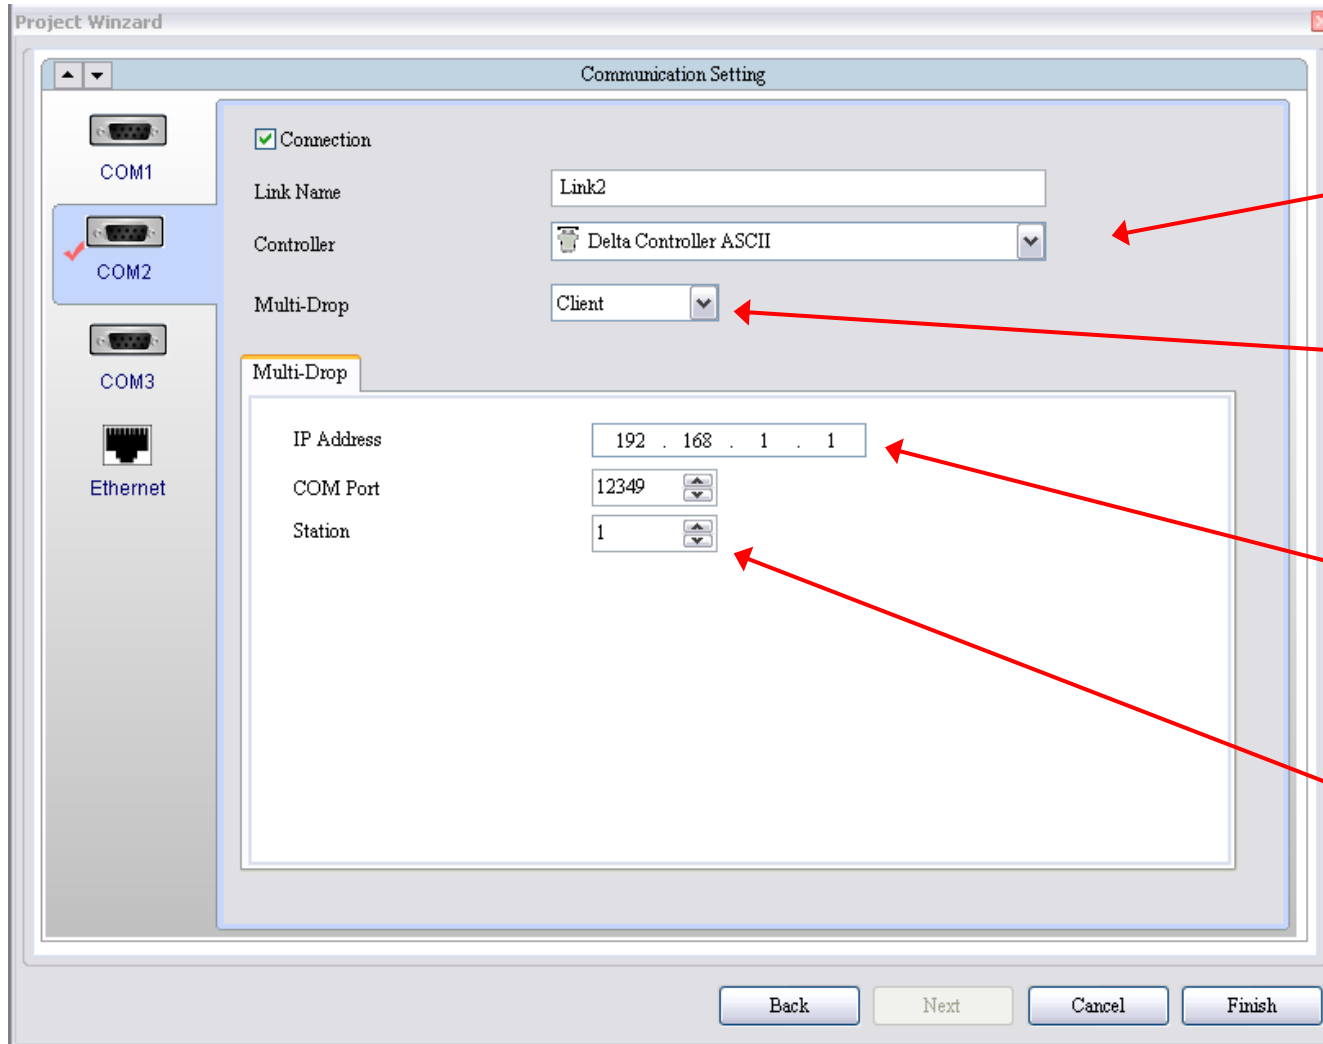 Project Winzard
Communication Setting
COM1
COM2
COM3
Ethernet
Connection
Link Name
Link2
Controller
Delta Controller ASCII
Multi-Drop
Client
Multi-Drop
IP Address
192 . 168 . 1 . 1
COM Port
12349
Station
1
Back
Next
Cancel
Finish